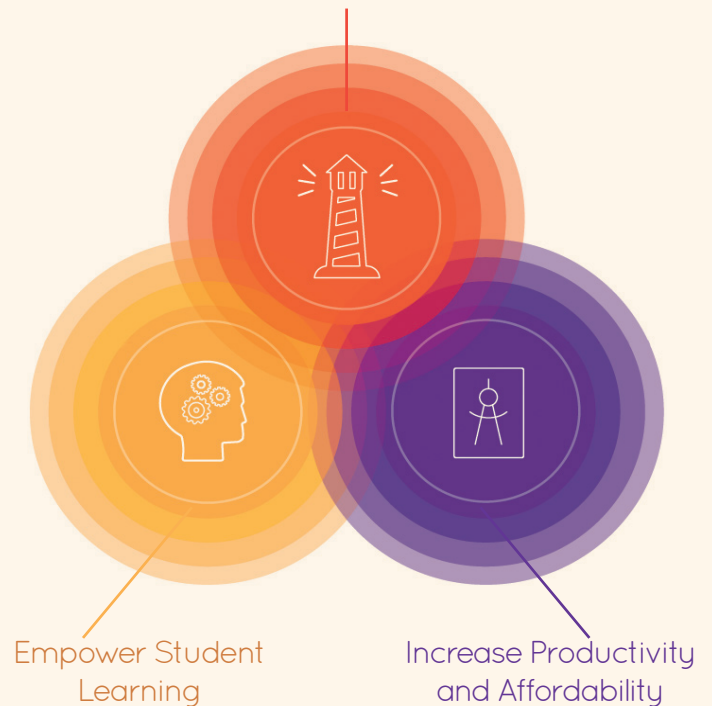 Empower Student
Learning
Increase Productivity
and Affordability